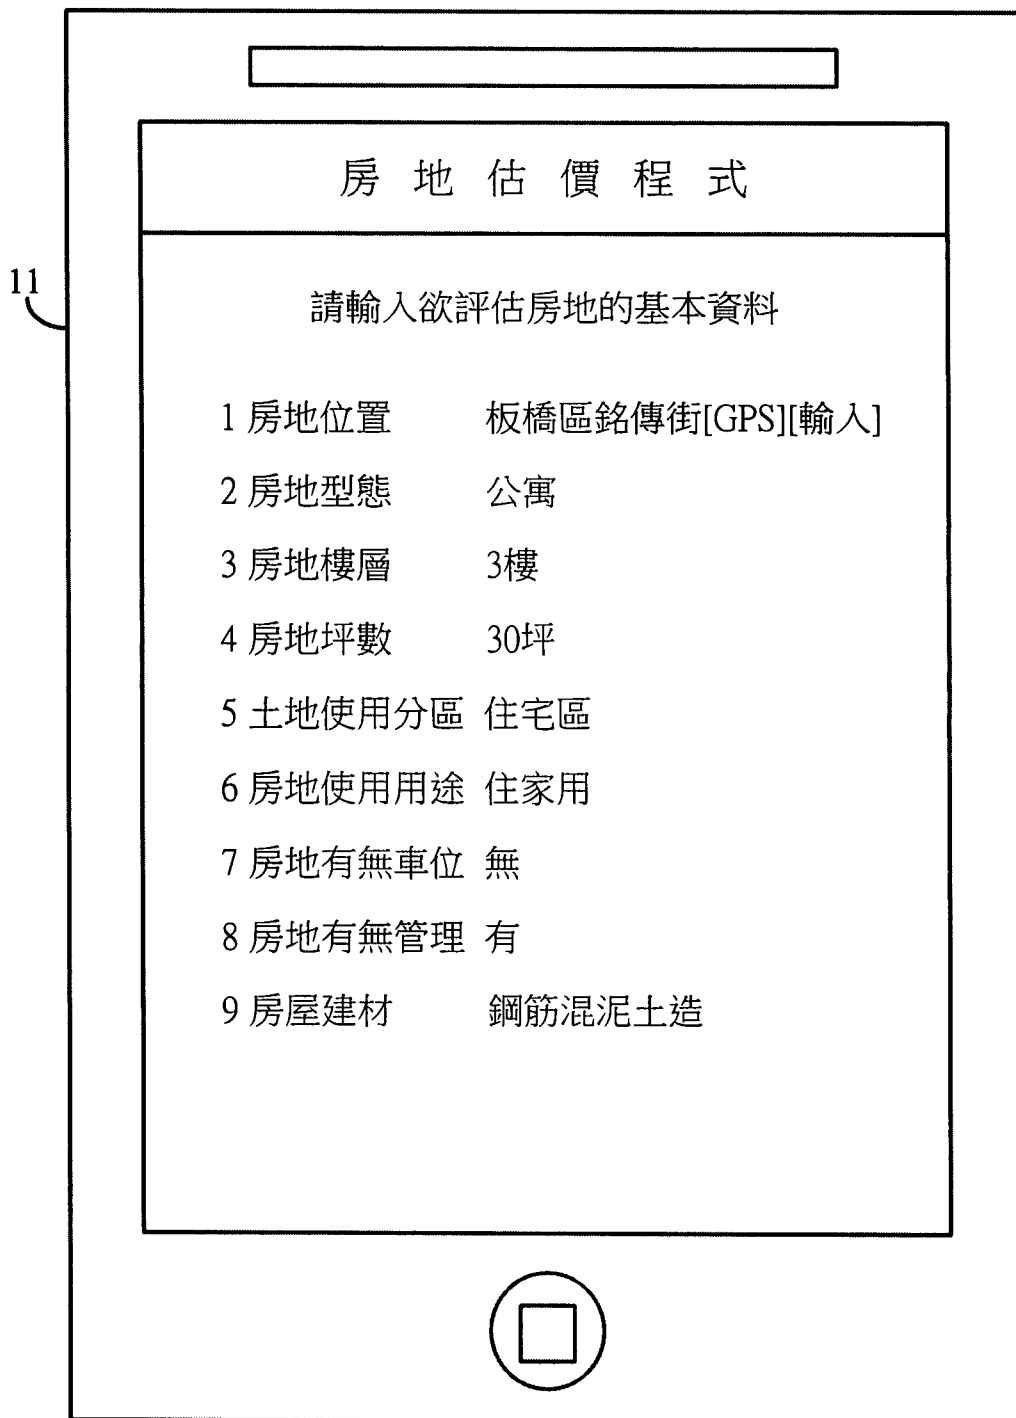 房地估價程式
11
請輸入欲評估房地的基本資料
1 房地位置 板橋區銘傳街[GPS][輸入]
2 房地型態 公寓
3 房地樓層 3樓
4 房地坪數 30坪
5 土地使用分區 住宅區
6 房地使用用途 住家用
7 房地有無車位 無
8 房地有無管理 有
9 房屋建材 鋼筋混泥土造